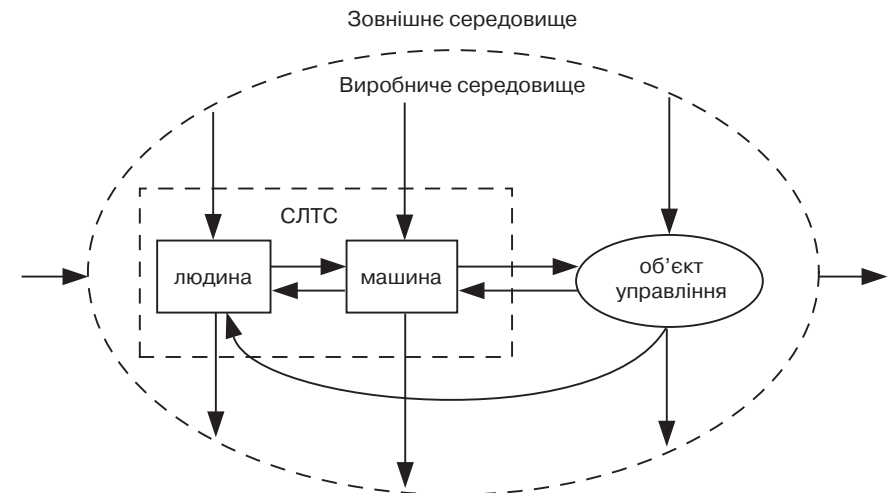 Зовнішнє середовище
Виробниче середовище
СЛТС
людина
машина
об’єкт
управління